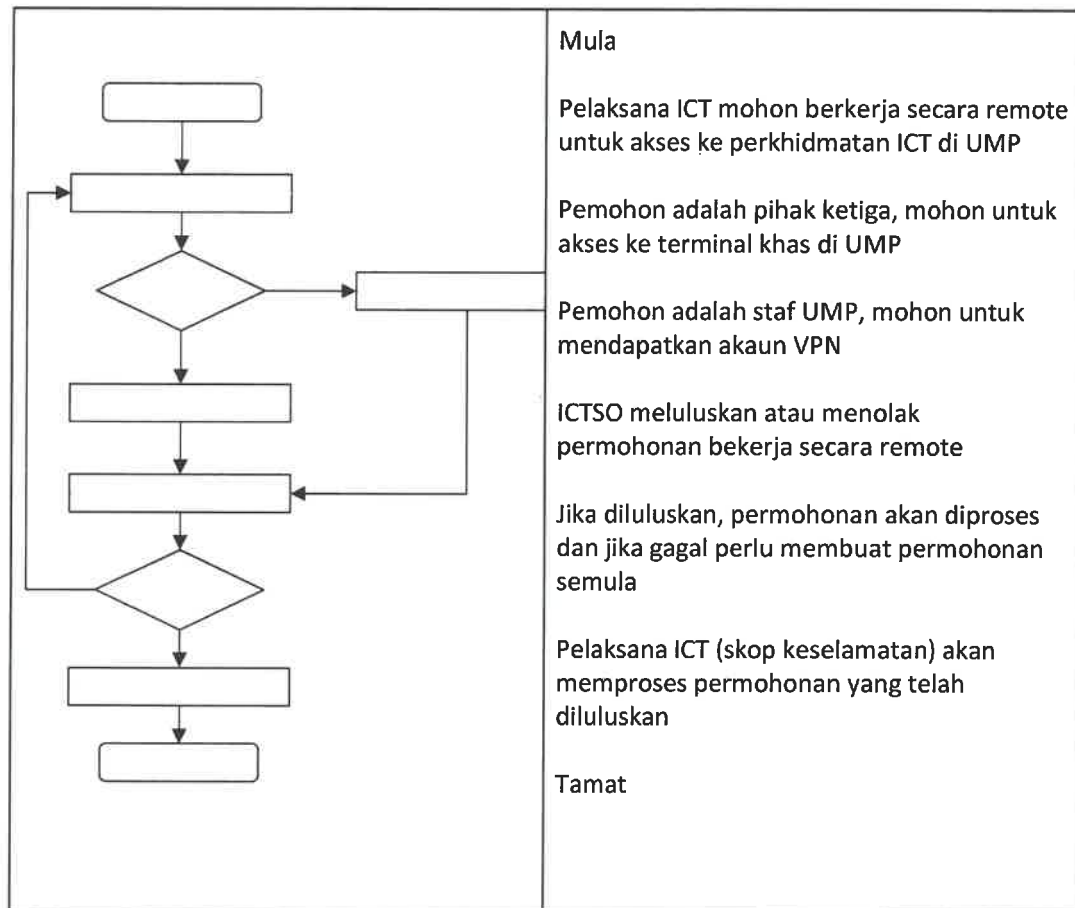 Mula
Pelaksana ICT mohon berkerja secara remote
untuk akses ke perkhidmatan ICT di UMP
Pemohon adalah pihak ketiga, mohon untuk
akses ke terminal khas di UMP
Pemohon adalah staf UMP, mohon untuk
mendapatkan akaun VPN
ICTSO meluluskan atau menolak
permohonan bekerja secara remote
Jika diluluskan, permohonan akan diproses
dan jika gagal perlu membuat permohonan
semula
Pelaksana ICT (skop keselamatan) akan
memproses permohonan yang telah
diluluskan
Tamat